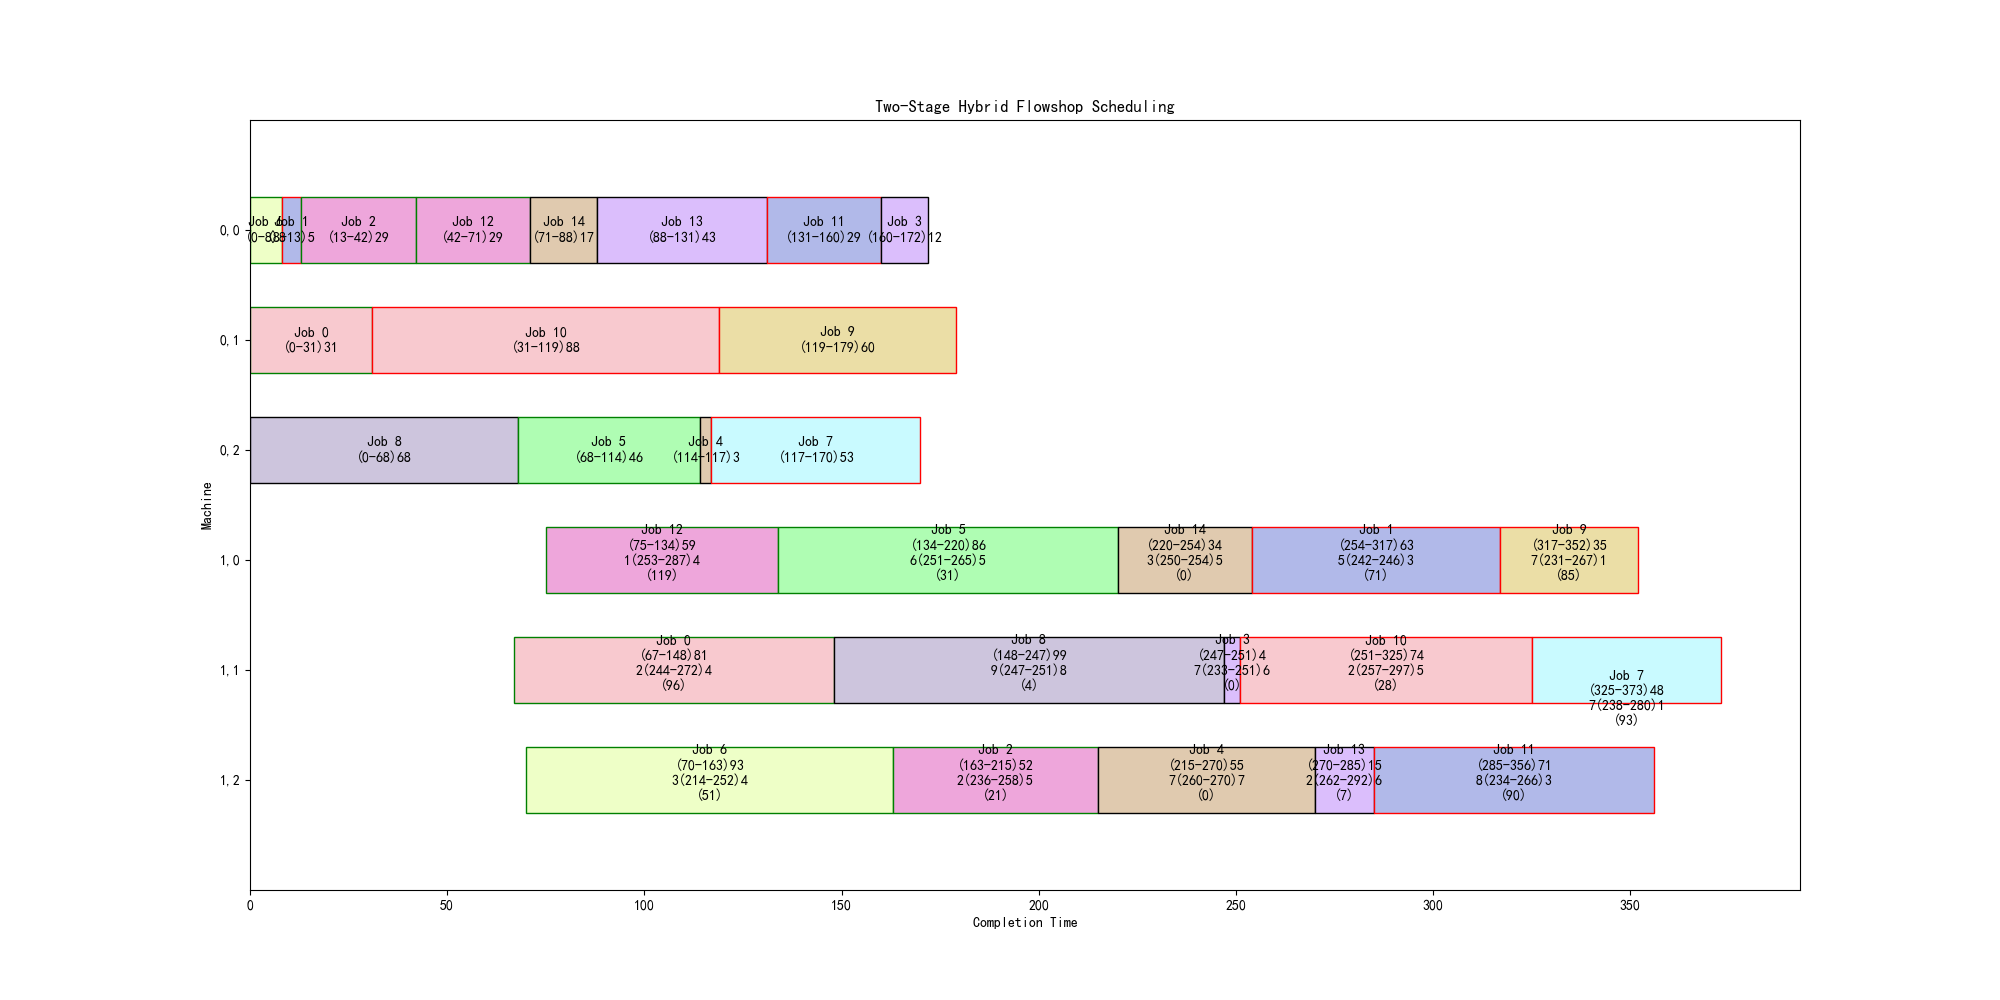 Two-Stage Hybrid Flowshop Scheduling
0,0
Job 6
(0-8)8
Job 1
(8-13)5
Job 2
(13-42)29
Job 12
(42-71)29
Job 14
(71-88)17
Job 13
(88-131)43
Job 11
(131-160)29
Job 3
(160-172)12
0,1
Job 0
(0-31)31
Job 10
(31-119)88
Job 9
(119-179)60
0,2
Job 8
(0-68)68
Job 5
(68-114)46
Job 4
(114-117)3
Job 7
(117-170)53
Machine
1,0
Job 12
(75-134)59
1(253-287)4
(119)
Job 5
(134-220)86
6(251-265)5
(31)
Job 14
(220-254)34
3(250-254)5
(0)
Job 1
(254-317)63
5(242-246)3
(71)
Job 9
(317-352)35
7(231-267)1
(85)
1,1
Job 0
(67-148)81
2(244-272)4
(96)
Job 8
(148-247)99
9(247-251)8
(4)
Job 3
(247-251)4
7(233-251)6
(0)
Job 10
(251-325)74
2(257-297)5
(28)
Job 7
(325-373)48
7(238-280)1
(93)
1,2
Job 6
(70-163)93
3(214-252)4
(51)
Job 2
(163-215)52
2(236-258)5
(21)
Job 4
(215-270)55
7(260-270)7
(0)
Job 13
(270-285)15
2(262-292)6
(7)
Job 11
(285-356)71
8(234-266)3
(90)
0
50
100
150
200
250
300
350
Completion Time